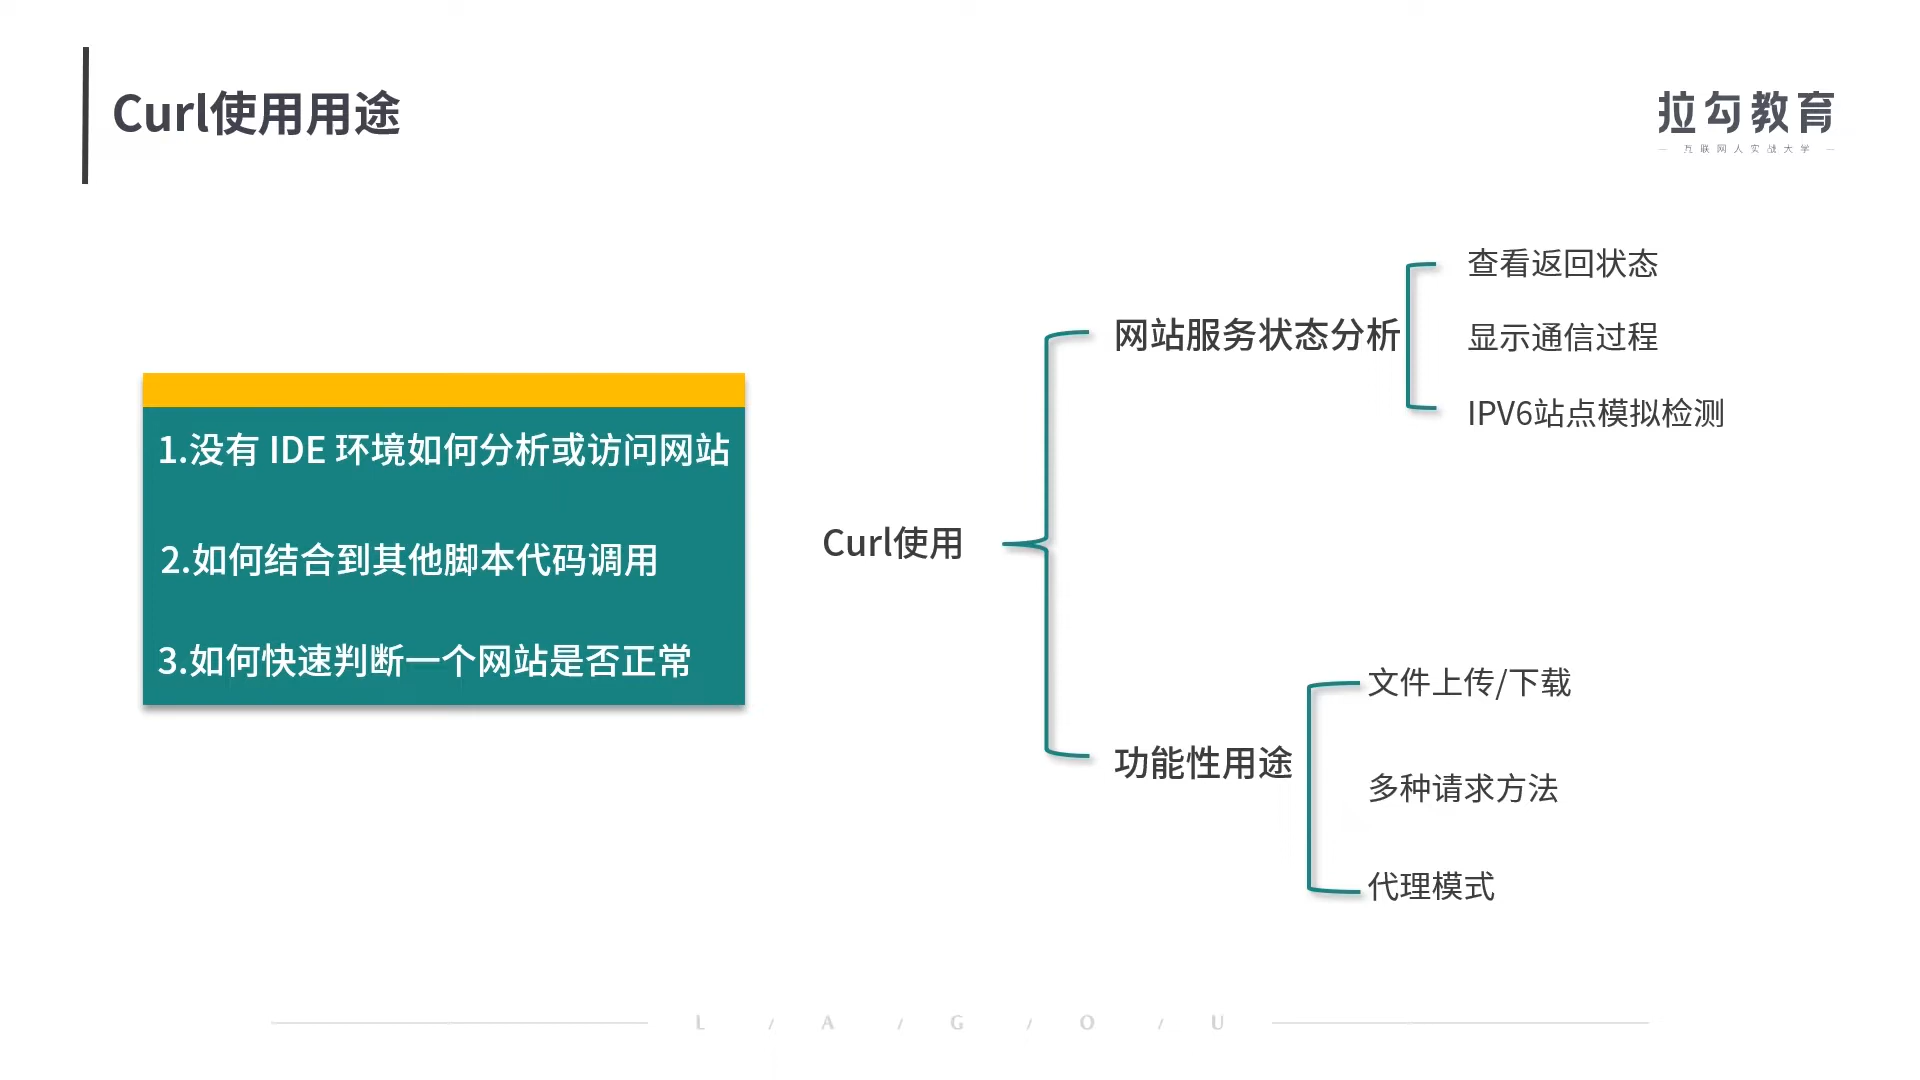 Curl使用用途
拉勾教育
互联网人实战大学
1.没有 IDE 环境如何分析或访问网站
2.如何结合到其他脚本代码调用
3.如何快速判断一个网站是否正常
Curl使用
网站服务状态分析
查看返回状态
显示通信过程
IPV6站点模拟检测
功能性用途
文件上传/下载
多种请求方法
代理模式
L / A / G / O / U